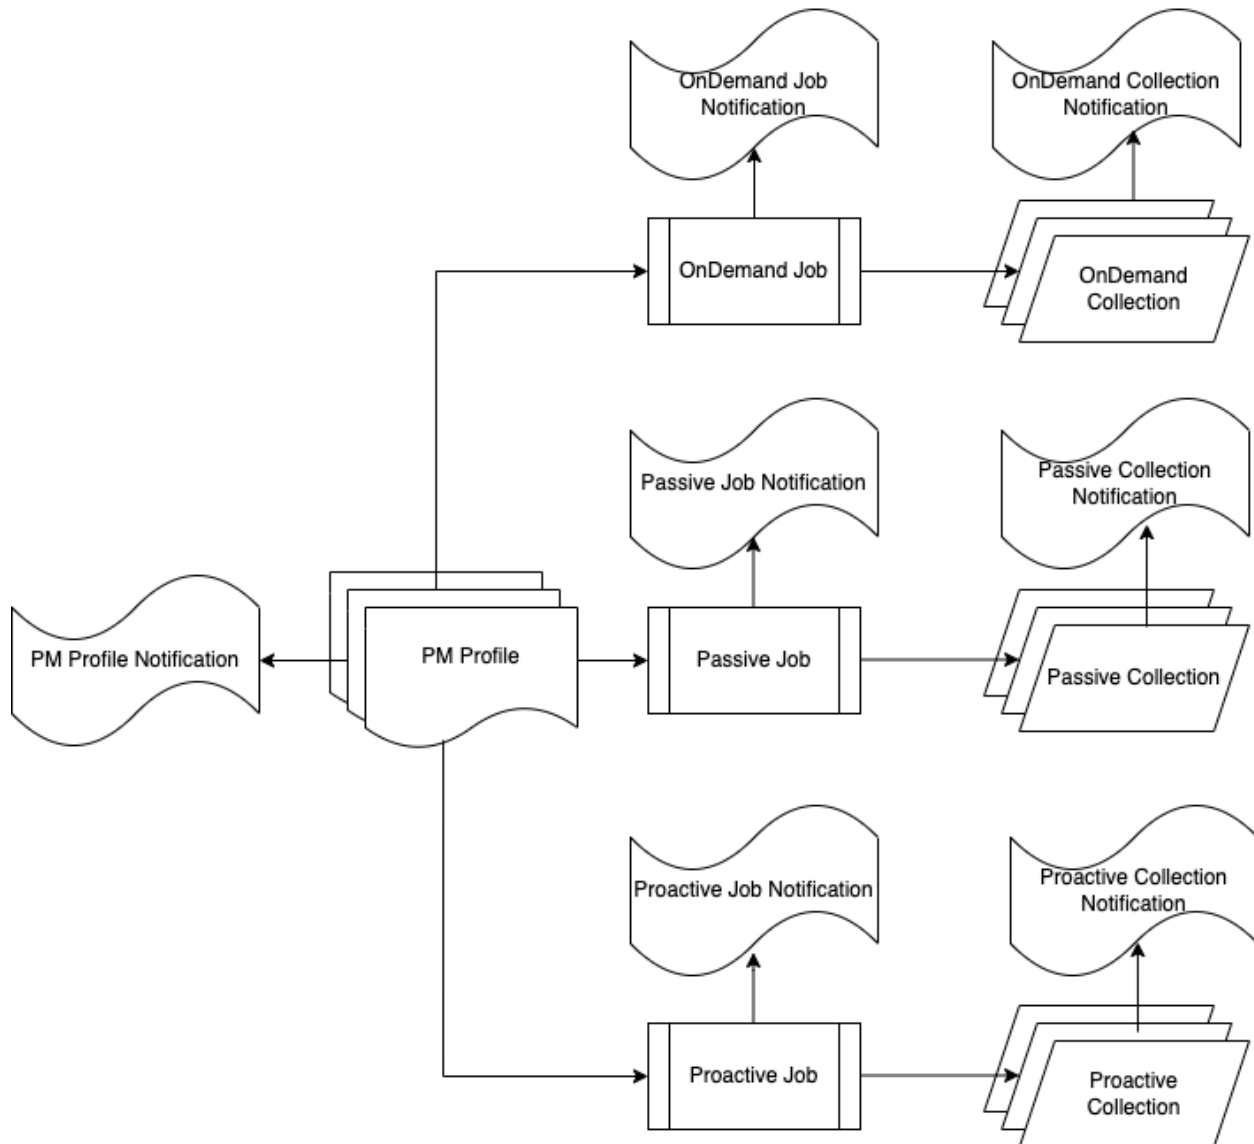 OnDemand Job
Notification
OnDemand Collection
Notification
OnDemand Job
OnDemand
Collection
Passive Job Notification
Passive Collection
Notification
PM Profile Notification
PM Profile
Passive Job
Passive Collection
Proactive Job Notification
Proactive Collection
Notification
Proactive Job
Proactive
Collection